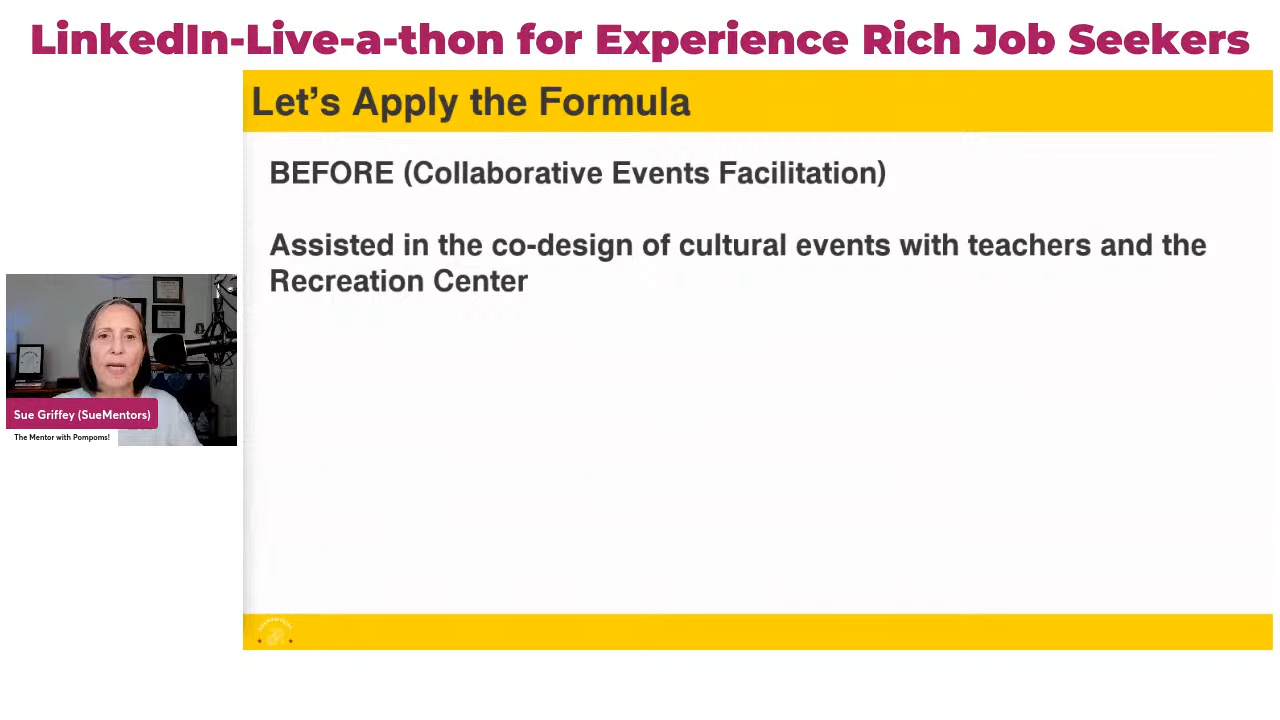 LinkedIn-Live-a-thon for Experience Rich Job Seekers
Let's Apply the Formula
BEFORE (Collaborative Events Facilitation)
Assisted in the co-design of cultural events with teachers and the
Recreation Center
Sue Griffey (SueMentors)
The Mentor with Pompoms!